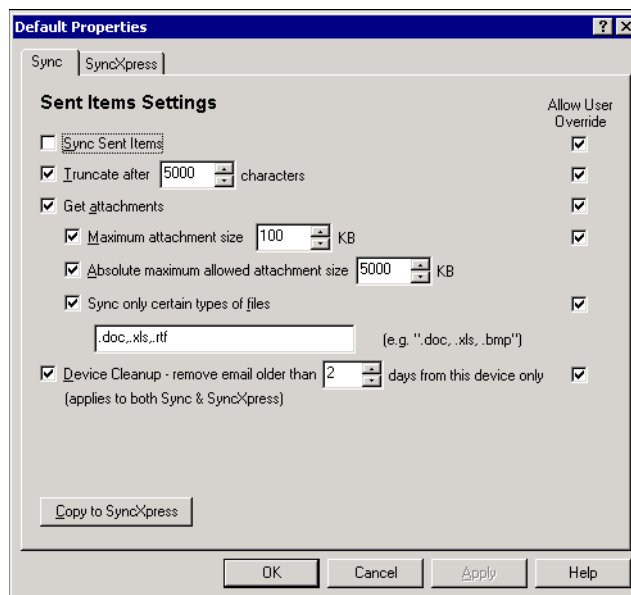 Default Properties
Sync SyncXpress
Sent Items Settings
Allow User
Override
Sync Sent Items
Truncate after 5000 characters
Get attachments
Maximum attachment size 100 KB
Absolute maximum allowed attachment size 5000 KB
Sync only certain types of files
.doc,.xls,.rtf (e.g. ".doc, .xls, .bmp")
Device Cleanup - remove email older than 2 days from this device only
(applies to both Sync & SyncXpress)
Copy to SyncXpress
OK Cancel Apply Help